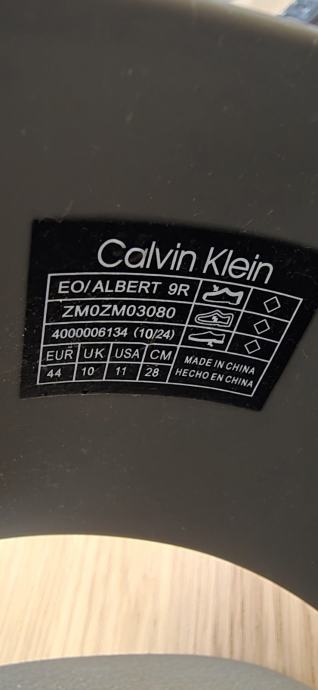 Calvin Klein
EO/ALBERT 9R
ZM0ZM03080
4000006134 (10/24)
EUR UK USA CM
44 10 11 28
MADE IN CHINA
HECHO EN CHINA